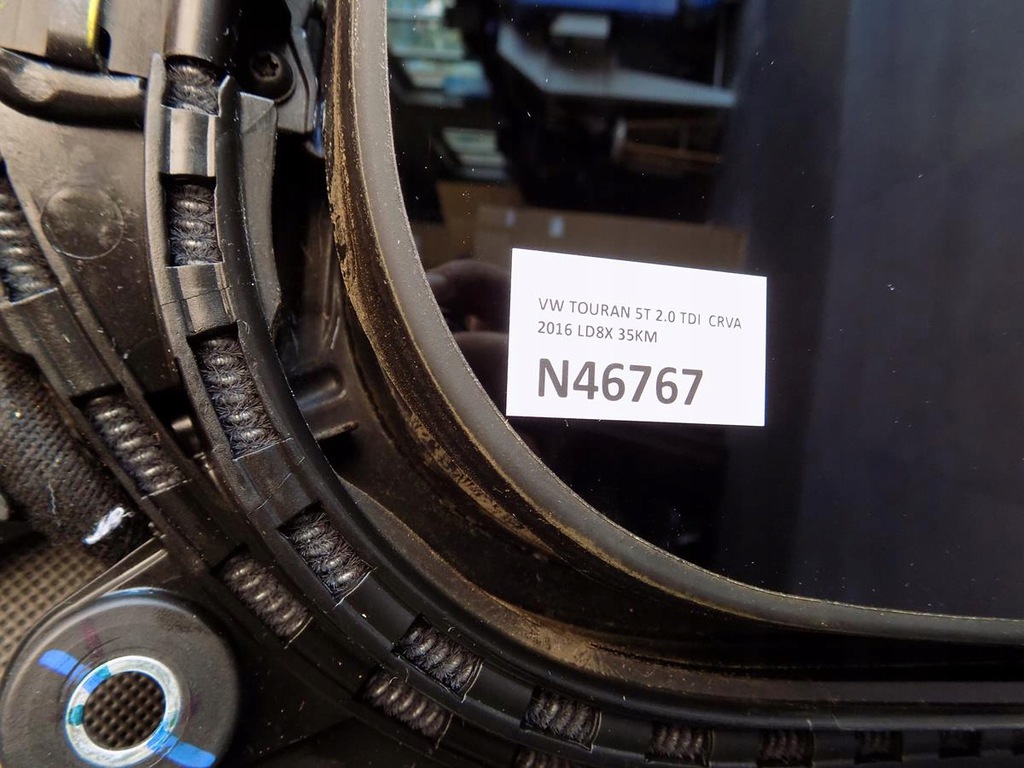 VW TOURAN 5T 2.0 TDI CRVA
2016 LD8X 35KM
N46767